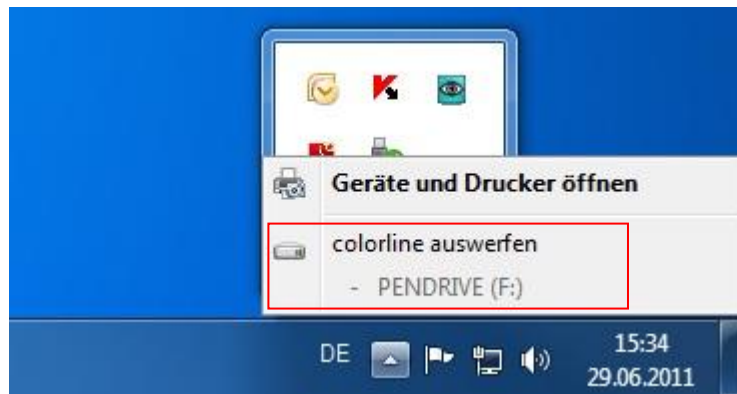 Geräte und Drucker öffnen
colorline auswerfen
- PENDRIVE (F:)
DE
15:34
29.06.2011